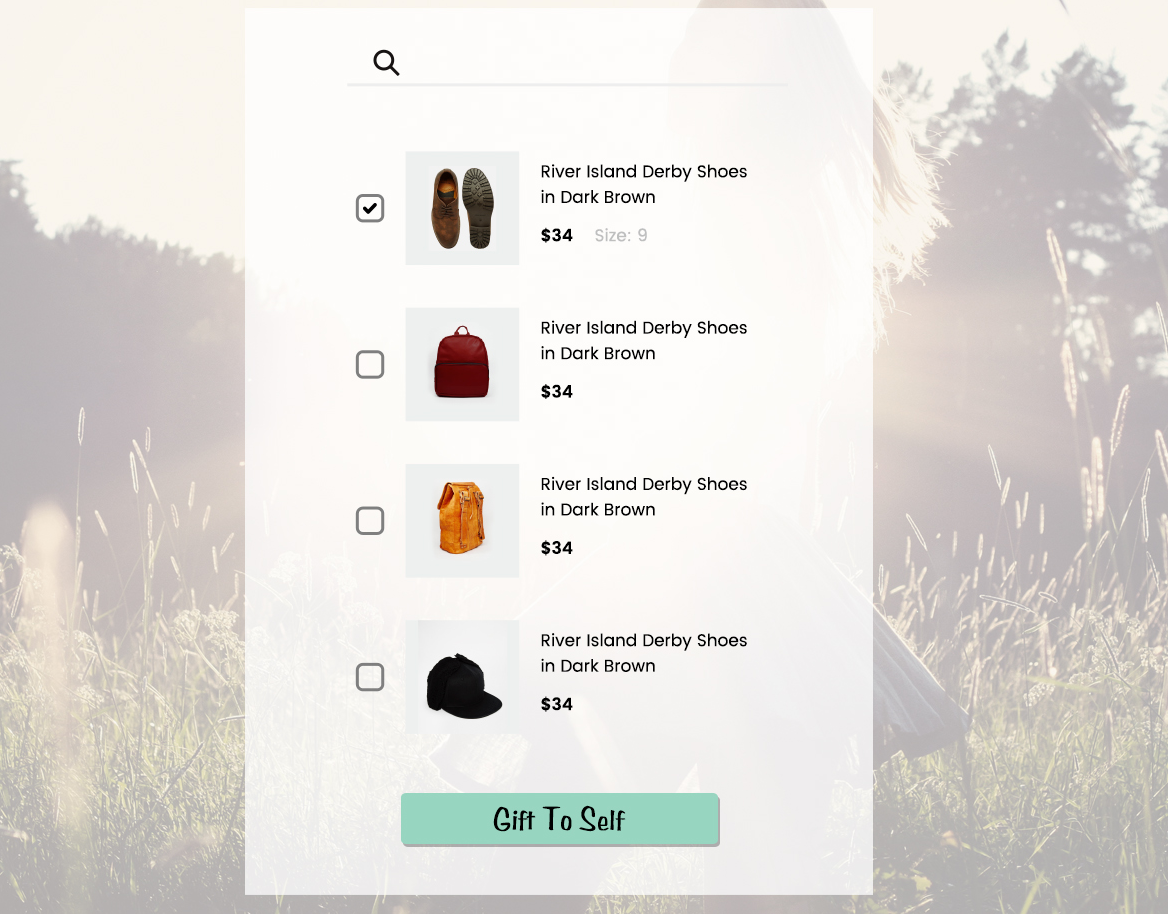 River Island Derby Shoes
in Dark Brown
$34 Size: 9
River Island Derby Shoes
in Dark Brown
$34
River Island Derby Shoes
in Dark Brown
$34
River Island Derby Shoes
in Dark Brown
$34
Gift To Self